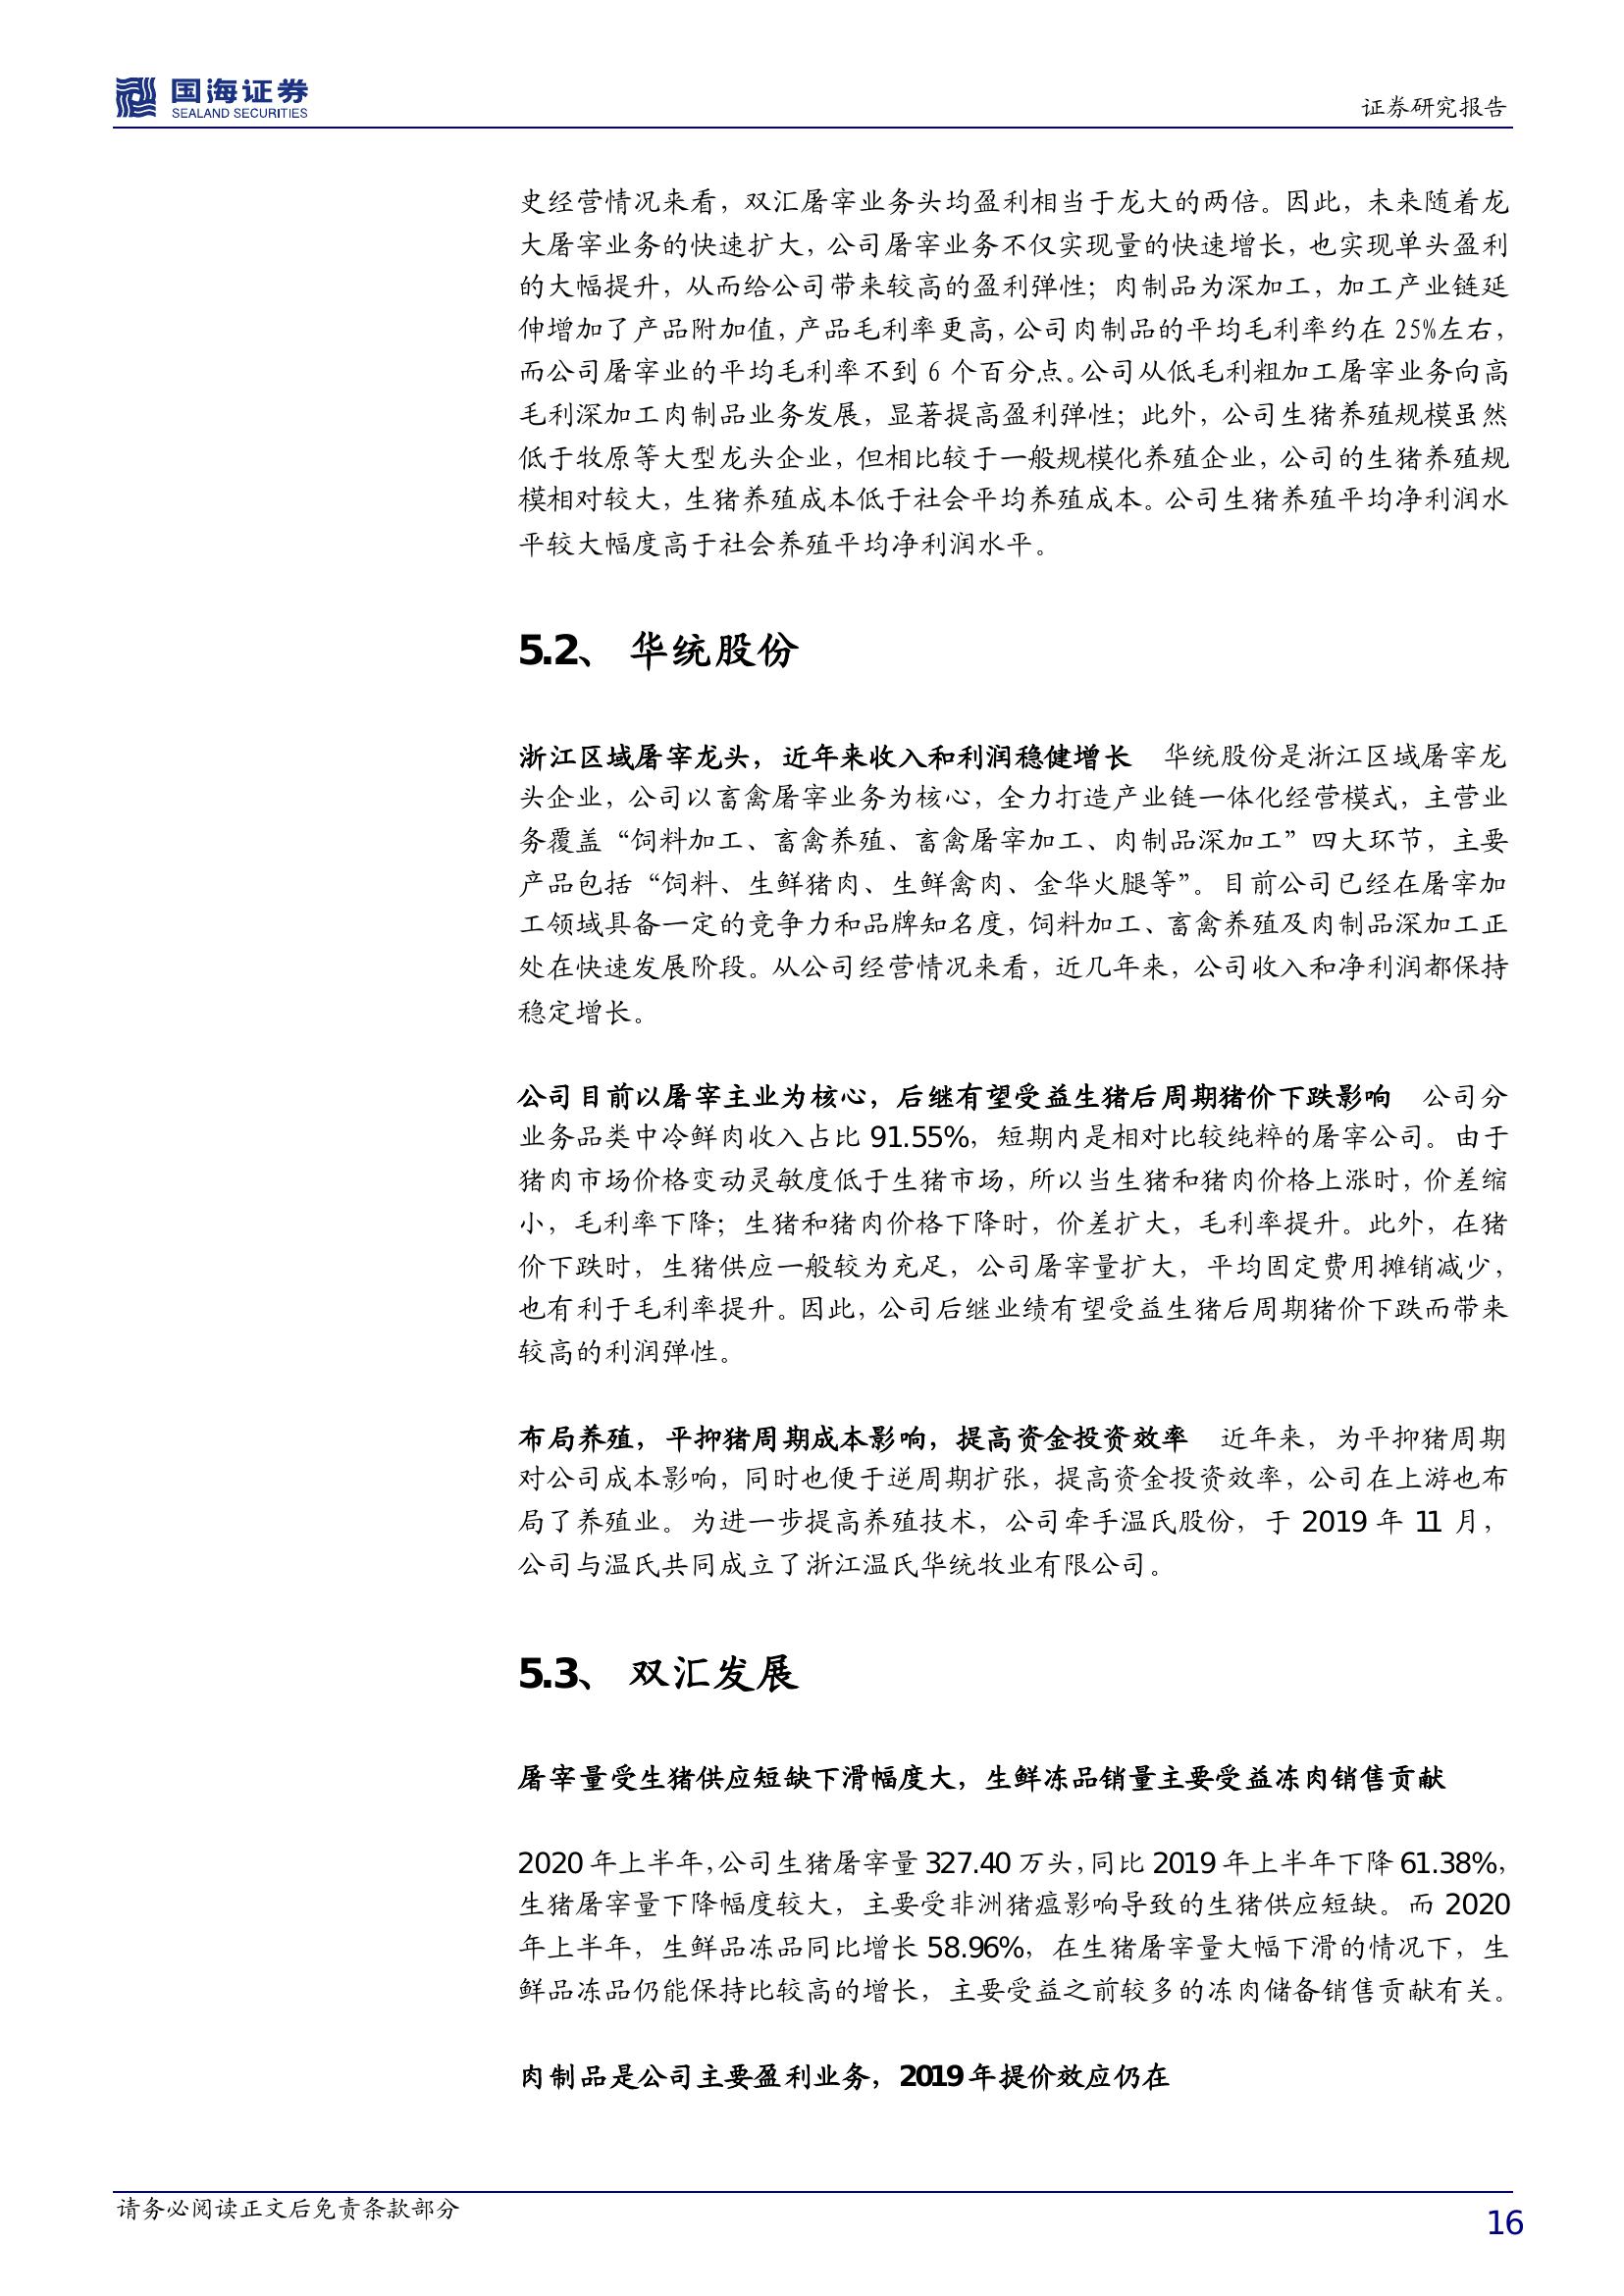 国海证券
SEALAND SECURITIES
证券研究报告
史经营情况来看，双汇屠宰业务头均盈利相当于龙大的两倍。因此，未来随着龙
大屠宰业务的快速扩大，公司屠宰业务不仅实现量的快速增长，也实现单头盈利
的大幅提升，从而给公司带来较高的盈利弹性；肉制品为深加工，加工产业链延
伸增加了产品附加值，产品毛利率更高，公司肉制品的平均毛利率约在 25%左右，
而公司屠宰业的平均毛利率不到 6 个百分点。公司从低毛利粗加工屠宰业务向高
毛利深加工肉制品业务发展，显著提高盈利弹性；此外，公司生猪养殖规模虽然
低于牧原等大型龙头企业，但相比较于一般规模化养殖企业，公司的生猪养殖规
模相对较大，生猪养殖成本低于社会平均养殖成本。公司生猪养殖平均净利润水
平较大幅度高于社会养殖平均净利润水平。
5.2、 华统股份
浙江区域屠宰龙头，近年来收入和利润稳健增长 华统股份是浙江区域屠宰龙
头企业，公司以畜禽屠宰业务为核心，全力打造产业链一体化经营模式，主营业
务覆盖“饲料加工、畜禽养殖、畜禽屠宰加工、肉制品深加工”四大环节，主要
产品包括“饲料、生鲜猪肉、生鲜禽肉、金华火腿等”。目前公司已经在屠宰加
工领域具备一定的竞争力和品牌知名度，饲料加工、畜禽养殖及肉制品深加工正
处在快速发展阶段。从公司经营情况来看，近几年来，公司收入和净利润都保持
稳定增长。
公司目前以屠宰主业为核心，后继有望受益生猪后周期猪价下跌影响 公司分
业务品类中冷鲜肉收入占比 91.55%，短期内是相对比较纯粹的屠宰公司。由于
猪肉市场价格变动灵敏度低于生猪市场，所以当生猪和猪肉价格上涨时，价差缩
小，毛利率下降；生猪和猪肉价格下降时，价差扩大，毛利率提升。此外，在猪
价下跌时，生猪供应一般较为充足，公司屠宰量扩大，平均固定费用摊销减少，
也有利于毛利率提升。因此，公司后继业绩有望受益生猪后周期猪价下跌而带来
较高的利润弹性。
布局养殖，平抑猪周期成本影响，提高资金投资效率 近年来，为平抑猪周期
对公司成本影响，同时也便于逆周期扩张，提高资金投资效率，公司在上游也布
局了养殖业。为进一步提高养殖技术，公司牵手温氏股份，于 2019 年 11 月，
公司与温氏共同成立了浙江温氏华统牧业有限公司。
5.3、 双汇发展
屠宰量受生猪供应短缺下滑幅度大，生鲜冻品销量主要受益冻肉销售贡献
2020 年上半年，公司生猪屠宰量 327.40 万头，同比 2019 年上半年下降 61.38%，
生猪屠宰量下降幅度较大，主要受非洲猪瘟影响导致的生猪供应短缺。而 2020
年上半年，生鲜品冻品同比增长 58.96%，在生猪屠宰量大幅下滑的情况下，生
鲜品冻品仍能保持比较高的增长，主要受益之前较多的冻肉储备销售贡献有关。
肉制品是公司主要盈利业务，2019 年提价效应仍在
请务必阅读正文后免责条款部分
16